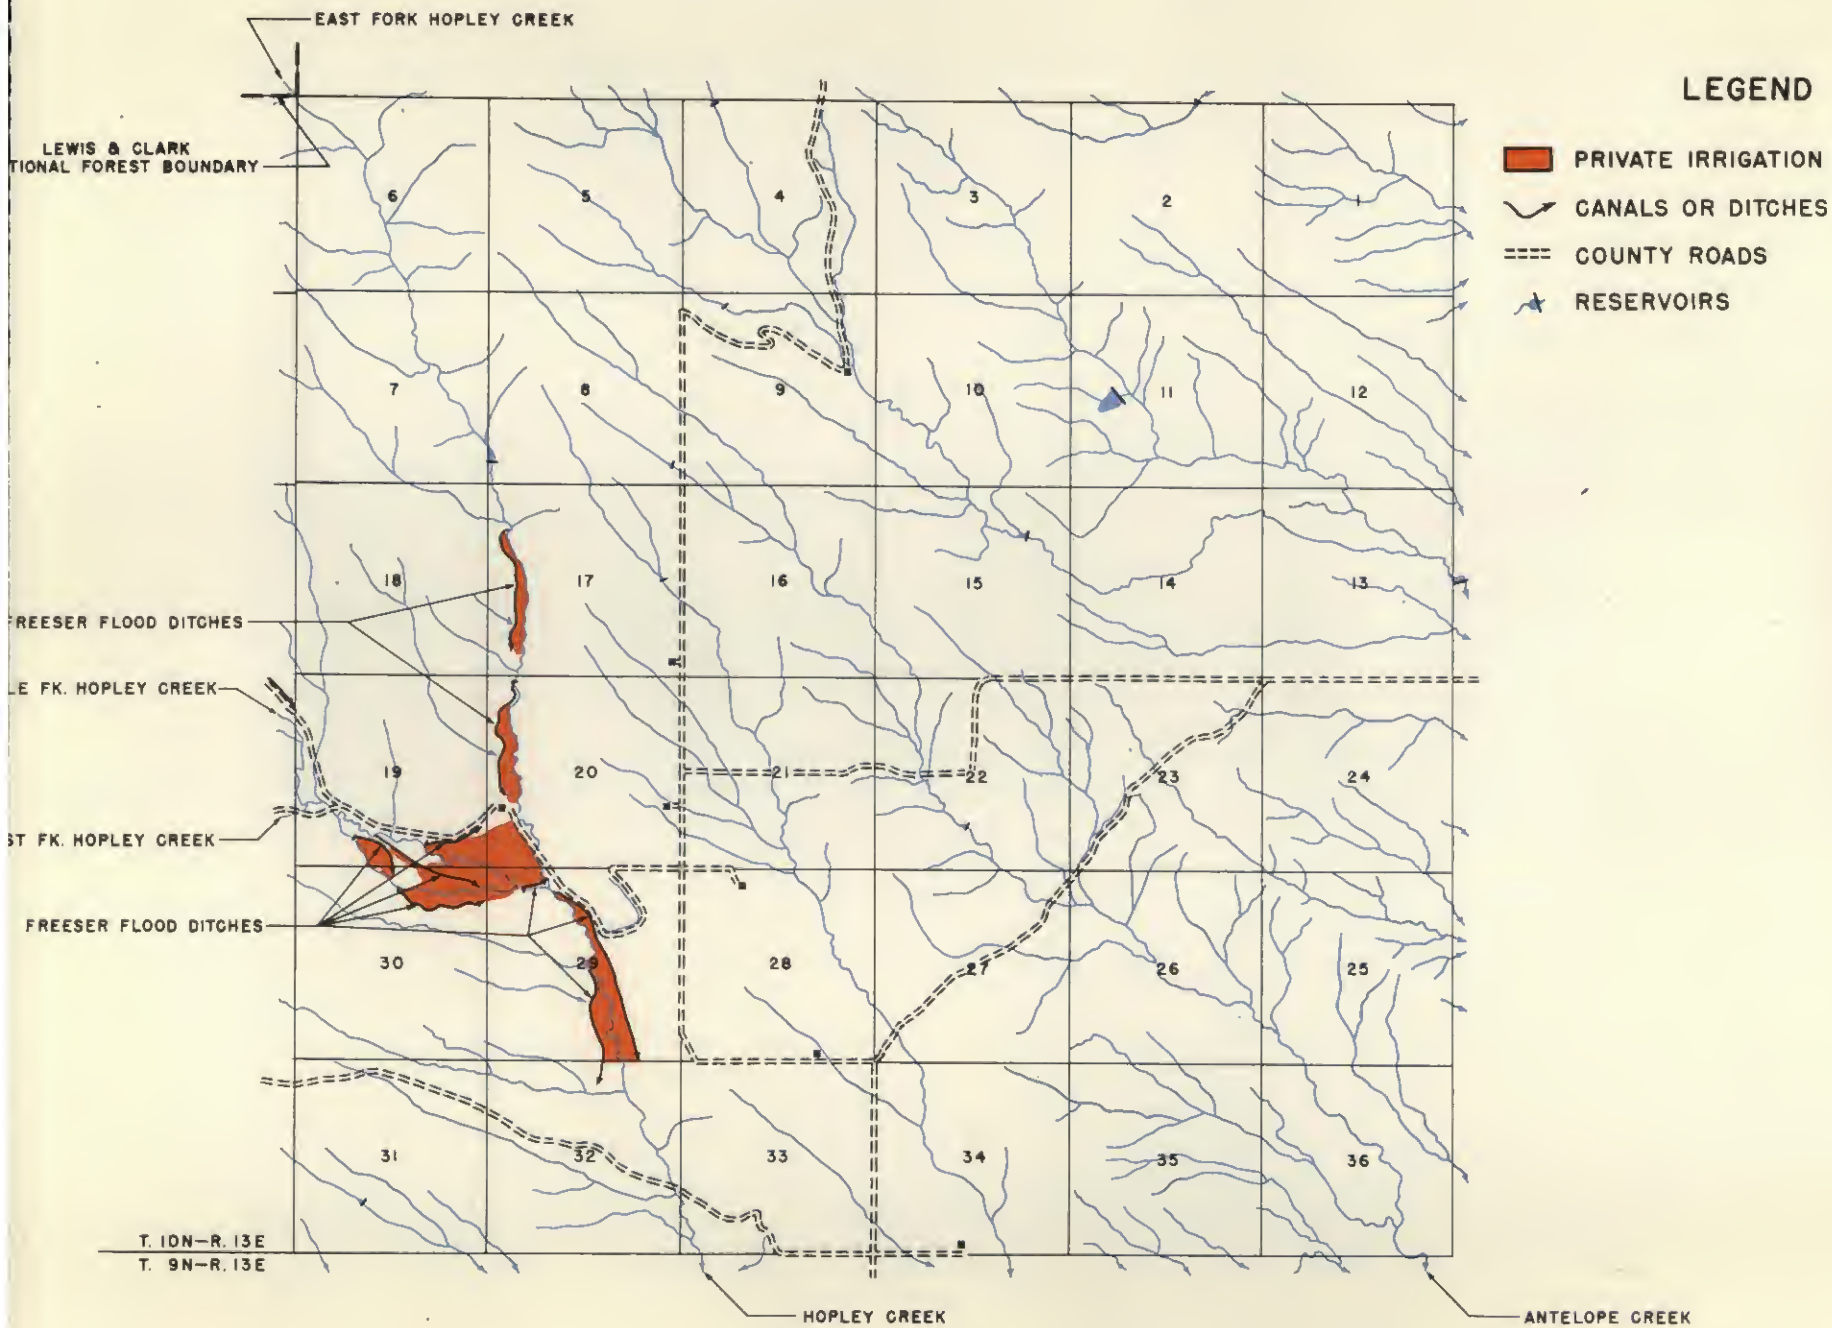 EAST FORK HOPLEY CREEK
LEGEND
LEWIS & CLARK
TIONAL FOREST BOUNDARY
PRIVATE IRRIGATION
CANALS OR DITCHES
COUNTY ROADS
RESERVOIRS
6 5 4 3 2 1
7 8 9 10 11 12
18 17 16 15 14 13
FREESER FLOOD DITCHES
LE FK. HOPLEY CREEK
19 20 21 22 23 24
ST FK. HOPLEY CREEK
FREESER FLOOD DITCHES
30 29 28 27 26 25
31 32 33 34 35 36
T. 10N-R. 13E
T. 9N-R. 13E
HOPLEY CREEK
ANTELOPE CREEK